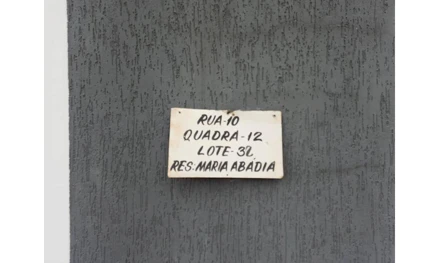 RUA-10
QUADRA-12
LOTE-32
RES: MARIA ABADIA